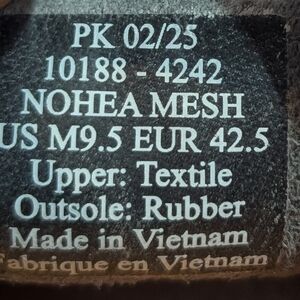 PK 02/25
10188 - 4242
NOHEA MESH
US M9.5 EUR 42.5
Upper: Textile
Outsole: Rubber
Made in Vietnam
Fabrique en Vietnam